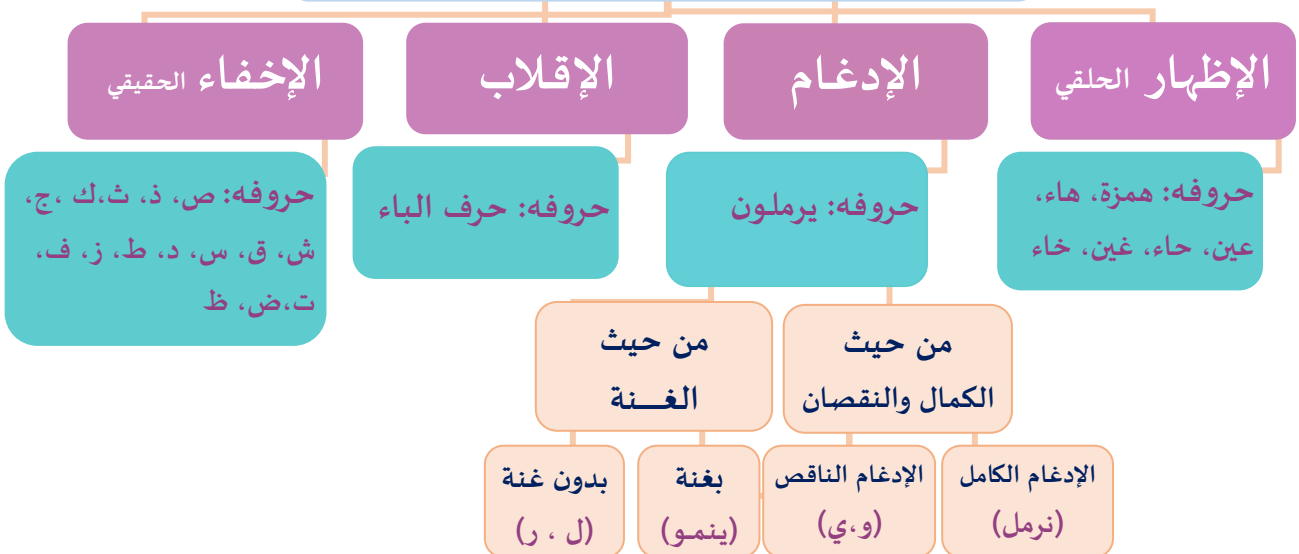 الإظهار الحلقي
الإدغام
الإقلاب
الإخفاء الحقيقي
حروفه: همزة، هاء،
عين، حاء، غين، خاء
حروفه: يرملون
حروفه: حرف الباء
حروفه: ص، ذ، ث،ك ،ج،
ش، ق، س، د، ط، ز، ف،
ت،ض، ظ
من حيث
الكمال والنقصان
من حيث
الغـــنة
الإدغام الكامل
(نرمل)
الإدغام الناقص
(و،ي)
بغنة
(ينمـو)
بدون غنة
(ل ، ر)